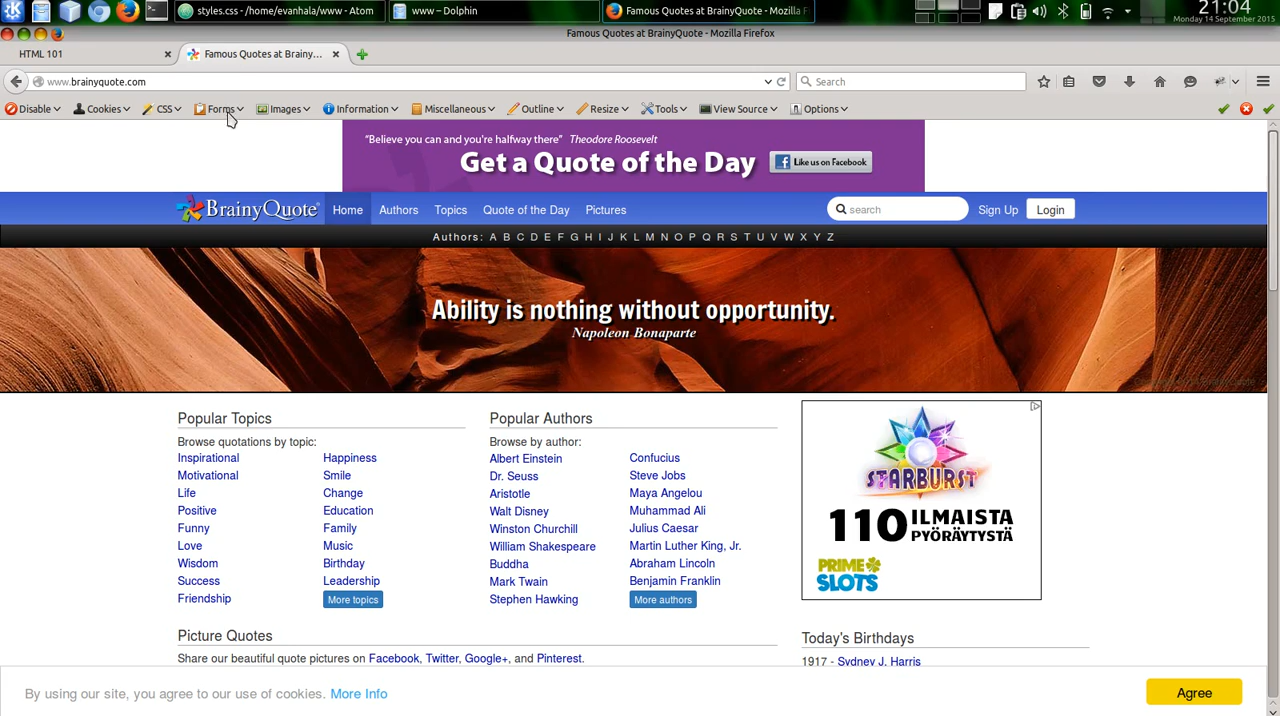 styles.css - /home/evanhala/www - Atom
www – Dolphin
Famous Quotes at BrainyQuote - Mozilla F
21:04
Monday 14 September 2015
Famous Quotes at BrainyQuote - Mozilla Firefox
HTML 101
Famous Quotes at BrainyQ...
www.brainyquote.com
Search
Disable
Cookies
CSS
Forms
Images
Information
Miscellaneous
Outline
Resize
Tools
View Source
Options
“Believe you can and you're halfway there” Theodore Roosevelt
Get a Quote of the Day
Like us on Facebook
BrainyQuote
Home
Authors
Topics
Quote of the Day
Pictures
search
Sign Up
Login
Authors: A B C D E F G H I J K L M N O P Q R S T U V W X Y Z
Ability is nothing without opportunity.
Napoleon Bonaparte
Popular Topics
Browse quotations by topic:
Inspirational
Motivational
Life
Positive
Funny
Love
Wisdom
Success
Friendship
Happiness
Smile
Change
Education
Family
Music
Birthday
Leadership
More topics
Popular Authors
Browse by author:
Albert Einstein
Dr. Seuss
Aristotle
Walt Disney
Winston Churchill
William Shakespeare
Buddha
Mark Twain
Stephen Hawking
Confucius
Steve Jobs
Maya Angelou
Muhammad Ali
Julius Caesar
Martin Luther King, Jr.
Abraham Lincoln
Benjamin Franklin
More authors
STARBURST
110 ILMAISTA
PYÖRÄYTYSTÄ
PRIME
SLOTS
Picture Quotes
Share our beautiful quote pictures on Facebook, Twitter, Google+, and Pinterest.
Today's Birthdays
1917 - Sydney J. Harris
By using our site, you agree to our use of cookies. More Info
Agree